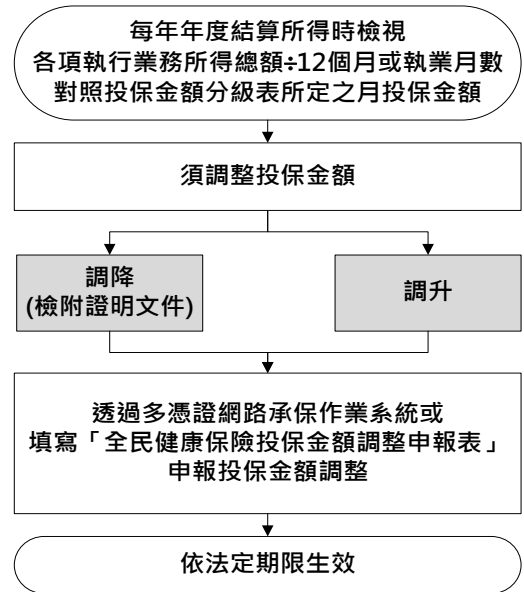 每年年度結算所得時檢視
各項執行業務所得總額÷12個月或執業月數
對照投保金額分級表所定之月投保金額
須調整投保金額
調降
(檢附證明文件)
調升
透過多憑證網路承保作業系統或
填寫「全民健康保險投保金額調整申報表」
申報投保金額調整
依法定期限生效